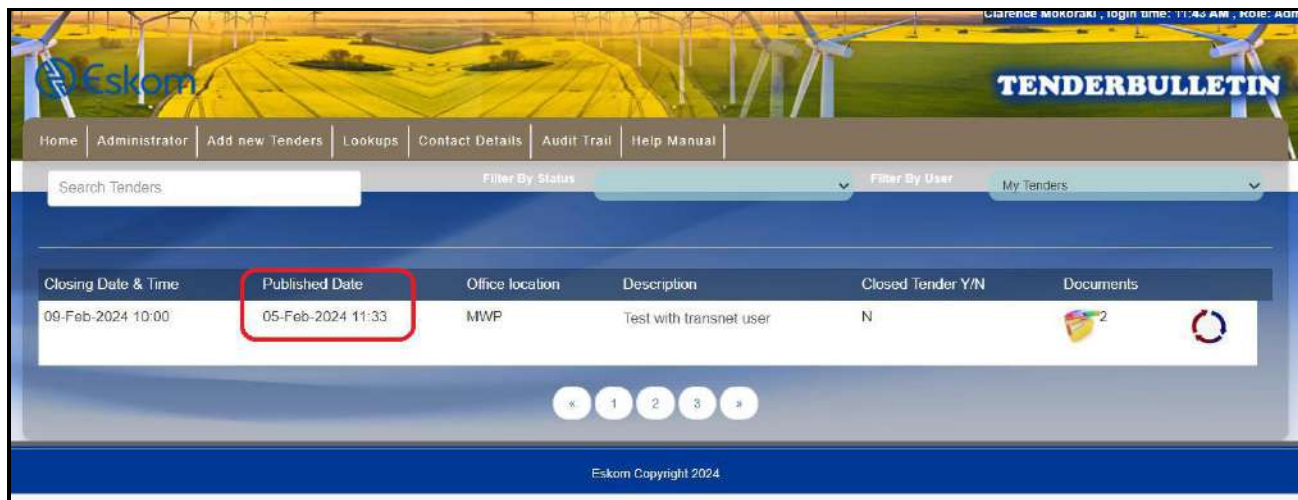 Clarence Mokoraki , login time: 11:43 AM , Role: Adm
Eskom
TENDERBULLETIN
Home Administrator Add new Tenders Lookups Contact Details Audit Trail Help Manual
Search Tenders Filter By Status Filter By User My Tenders
Closing Date & Time Published Date Office location Description Closed Tender Y/N Documents
09-Feb-2024 10:00 05-Feb-2024 11:33 MWP Test with transnet user N 2
« 1 2 3 »
Eskom Copyright 2024